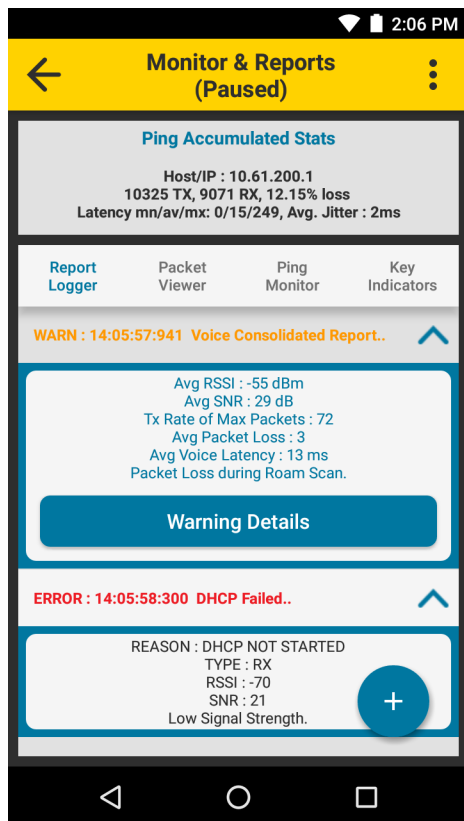 2:06 PM
Monitor & Reports
(Paused)
Ping Accumulated Stats
Host/IP : 10.61.200.1
10325 TX, 9071 RX, 12.15% loss
Latency mn/av/mx: 0/15/249, Avg. Jitter : 2ms
Report Logger
Packet Viewer
Ping Monitor
Key Indicators
WARN : 14:05:57:941  Voice Consolidated Report..
Avg RSSI : -55 dBm
Avg SNR : 29 dB
Tx Rate of Max Packets : 72
Avg Packet Loss : 3
Avg Voice Latency : 13 ms
Packet Loss during Roam Scan.
Warning Details
ERROR : 14:05:58:300  DHCP Failed..
REASON : DHCP NOT STARTED
TYPE : RX
RSSI : -70
SNR : 21
Low Signal Strength.
+